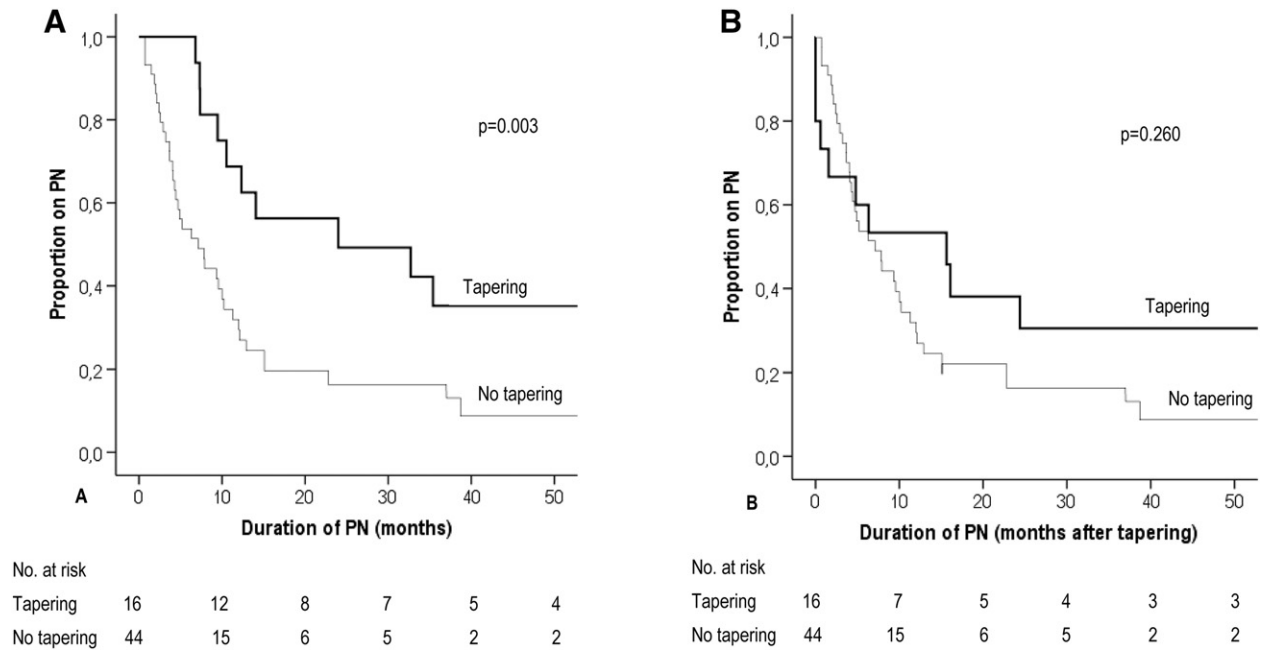 A
1,0
0,8
0,6
0,4
0,2
0,0
Proportion on PN
p=0.003
Tapering
No tapering
A
0 10 20 30 40 50
Duration of PN (months)
No. at risk
Tapering 16 12 8 7 5 4
No tapering 44 15 6 5 2 2
B
1,0
0,8
0,6
0,4
0,2
0,0
Proportion on PN
p=0.260
Tapering
No tapering
B
0 10 20 30 40 50
Duration of PN (months after tapering)
No. at risk
Tapering 16 7 5 4 3 3
No tapering 44 15 6 5 2 2